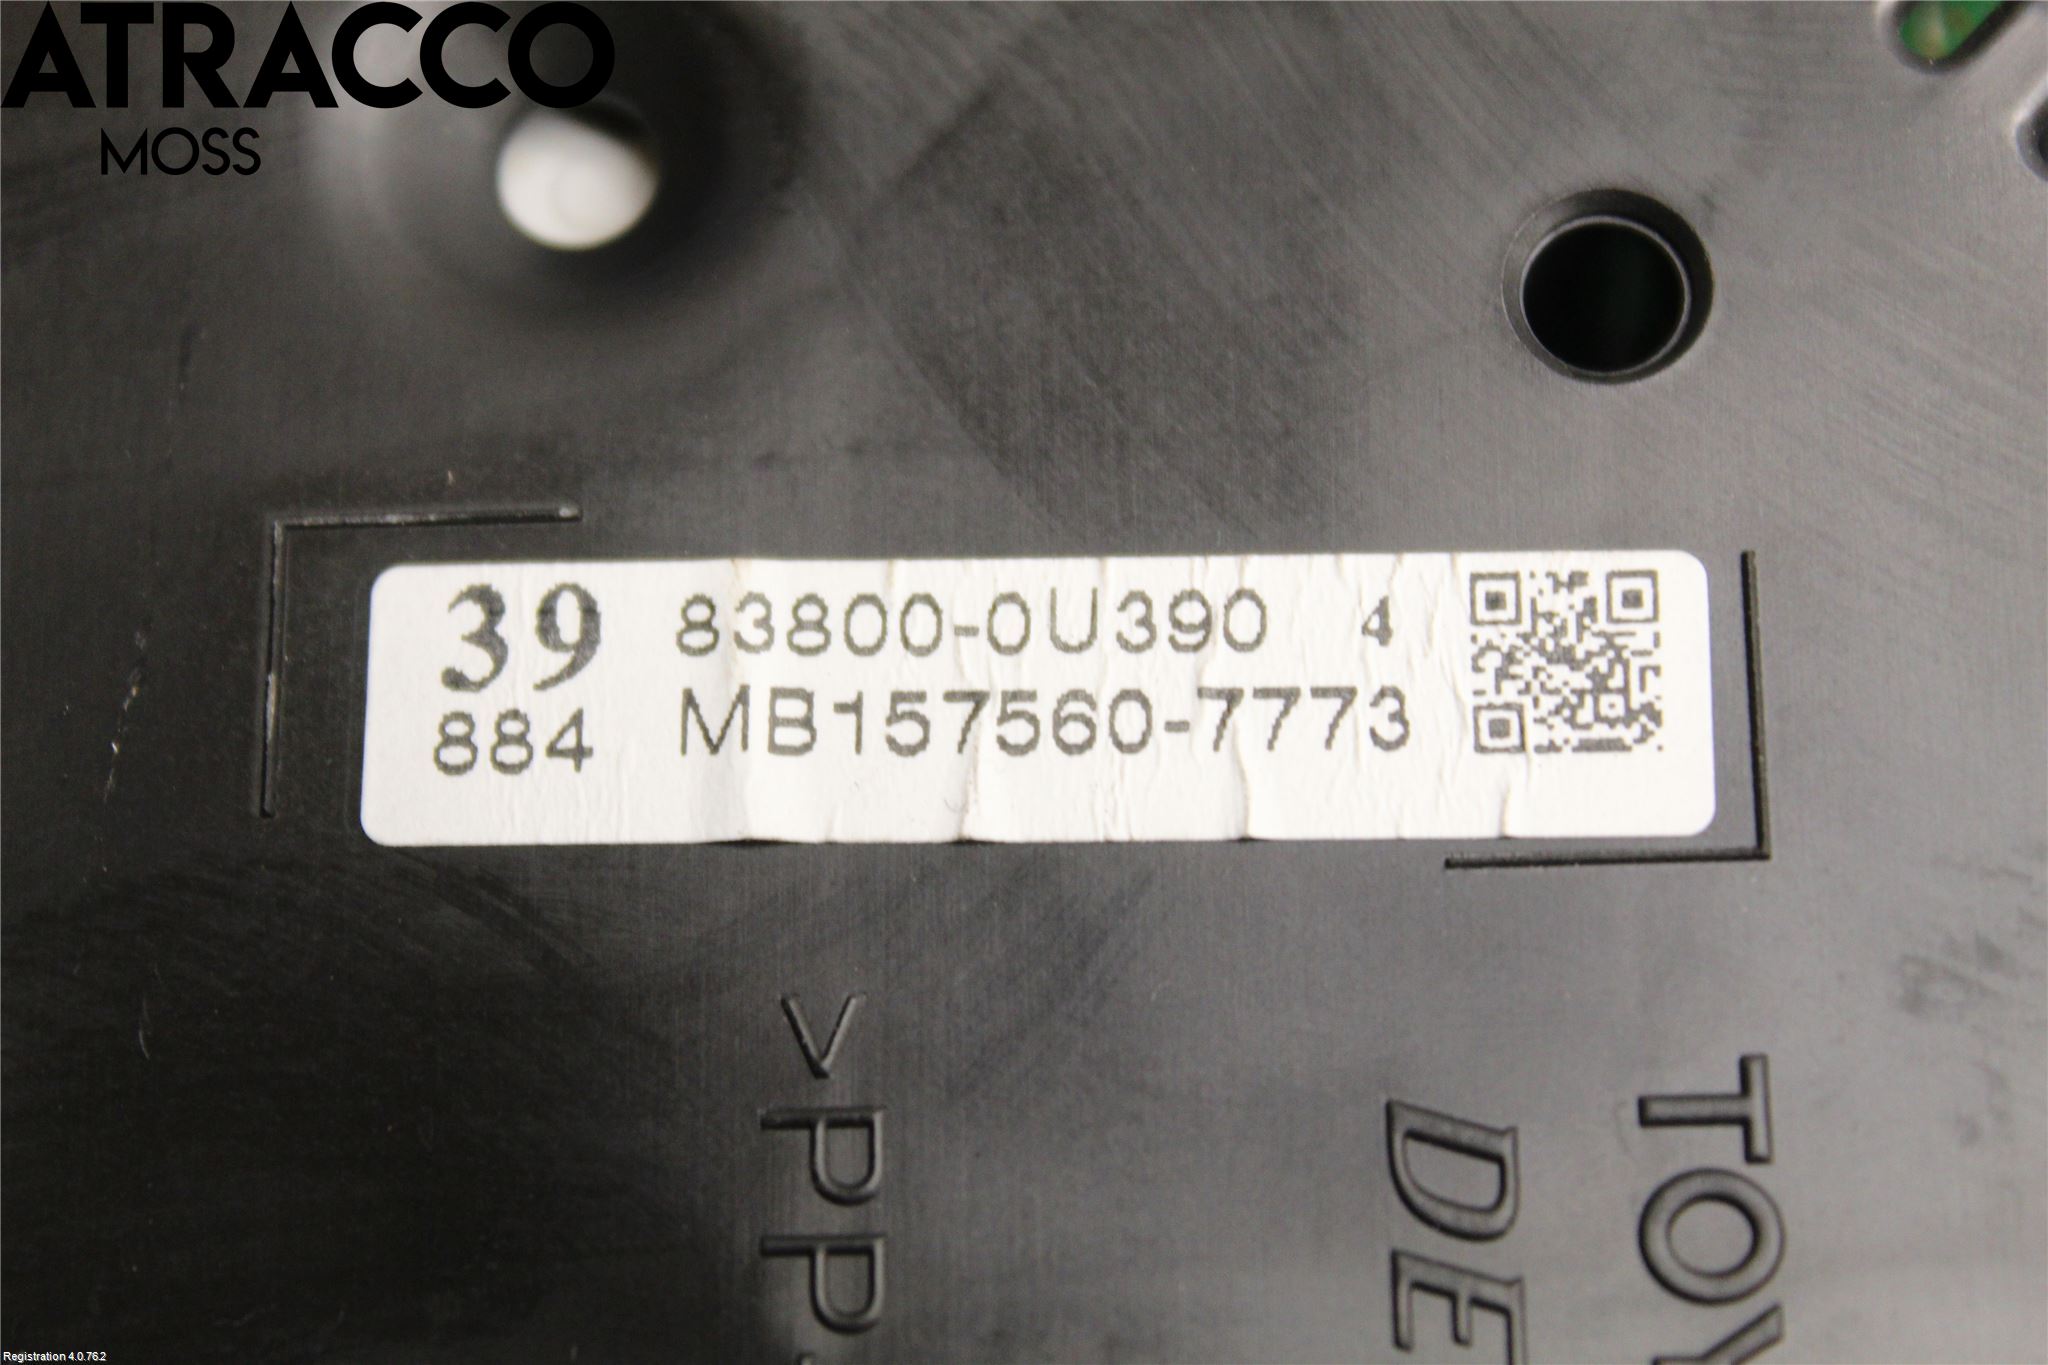 ATRACCO
MOSS
39 83800-0U390 4
884 MB157560-7773
>PP
DE
TOY
Registration 4.0.76.2